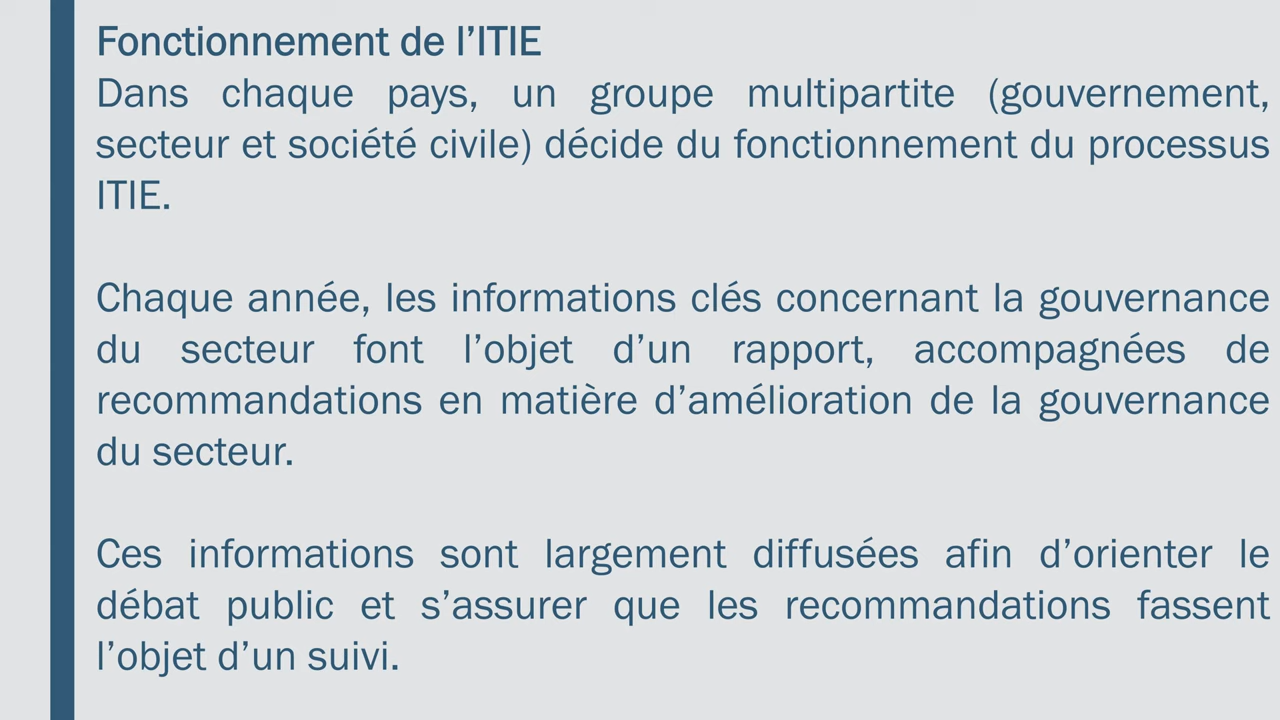 Fonctionnement de l’ITIE
Dans chaque pays, un groupe multipartite (gouvernement,
secteur et société civile) décide du fonctionnement du processus
ITIE.
Chaque année, les informations clés concernant la gouvernance
du secteur font l’objet d’un rapport, accompagnées de
recommandations en matière d’amélioration de la gouvernance
du secteur.
Ces informations sont largement diffusées afin d’orienter le
débat public et s’assurer que les recommandations fassent
l’objet d’un suivi.